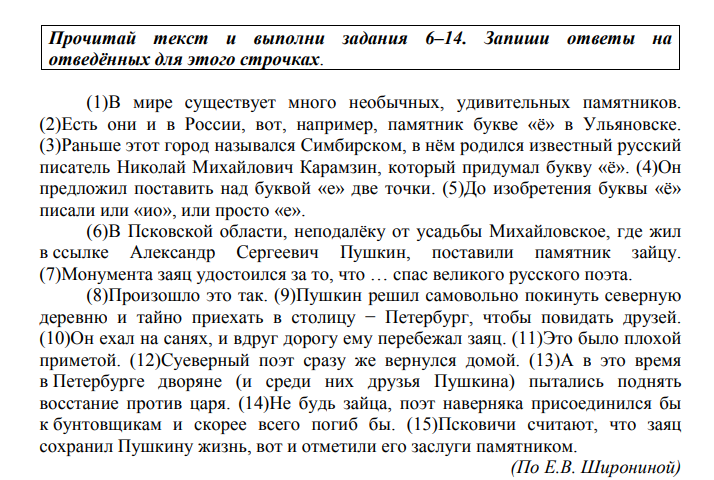 Прочитай текст и выполни задания 6–14. Запиши ответы на
отведённых для этого строчках.
(1)В мире существует много необычных, удивительных памятников.
(2)Есть они и в России, вот, например, памятник букве «ё» в Ульяновске.
(3)Раньше этот город назывался Симбирском, в нём родился известный русский
писатель Николай Михайлович Карамзин, который придумал букву «ё». (4)Он
предложил поставить над буквой «е» две точки. (5)До изобретения буквы «ё»
писали или «ио», или просто «е».
(6)В Псковской области, неподалёку от усадьбы Михайловское, где жил
в ссылке Александр Сергеевич Пушкин, поставили памятник зайцу.
(7)Монумента заяц удостоился за то, что … спас великого русского поэта.
(8)Произошло это так. (9)Пушкин решил самовольно покинуть северную
деревню и тайно приехать в столицу − Петербург, чтобы повидать друзей.
(10)Он ехал на санях, и вдруг дорогу ему перебежал заяц. (11)Это было плохой
приметой. (12)Суеверный поэт сразу же вернулся домой. (13)А в это время
в Петербурге дворяне (и среди них друзья Пушкина) пытались поднять
восстание против царя. (14)Не будь зайца, поэт наверняка присоединился бы
к бунтовщикам и скорее всего погиб бы. (15)Псковичи считают, что заяц
сохранил Пушкину жизнь, вот и отметили его заслуги памятником.
(По Е.В. Широниной)